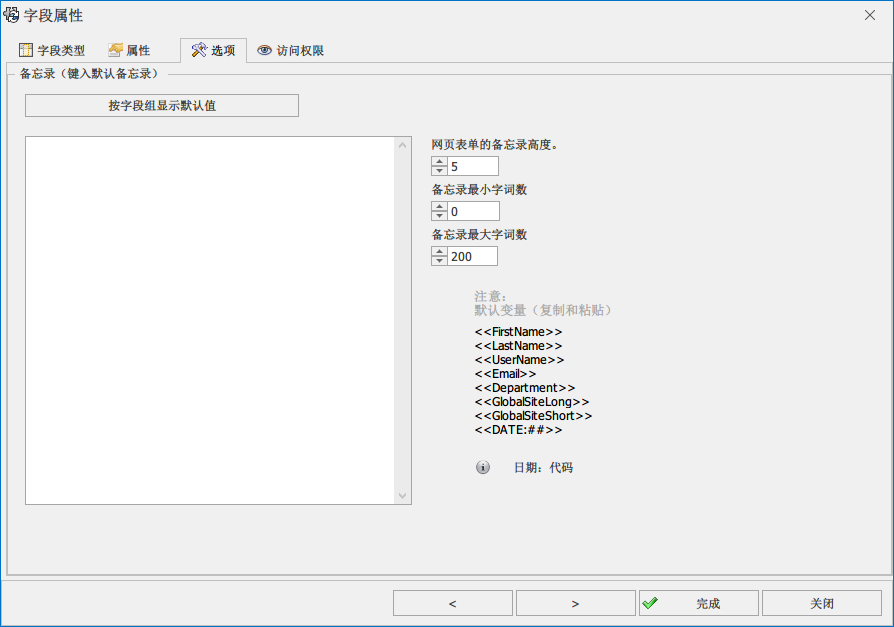 字段属性
字段类型
属性
选项
访问权限
备忘录（键入默认备忘录）
按字段组显示默认值
网页表单的备忘录高度。
5
备忘录最小字词数
0
备忘录最大字词数
200
注意：
默认变量（复制和粘贴）
<<FirstName>>
<<LastName>>
<<UserName>>
<<Email>>
<<Department>>
<<GlobalSiteLong>>
<<GlobalSiteShort>>
<<DATE:##>>
日期：代码
<
>
完成
关闭